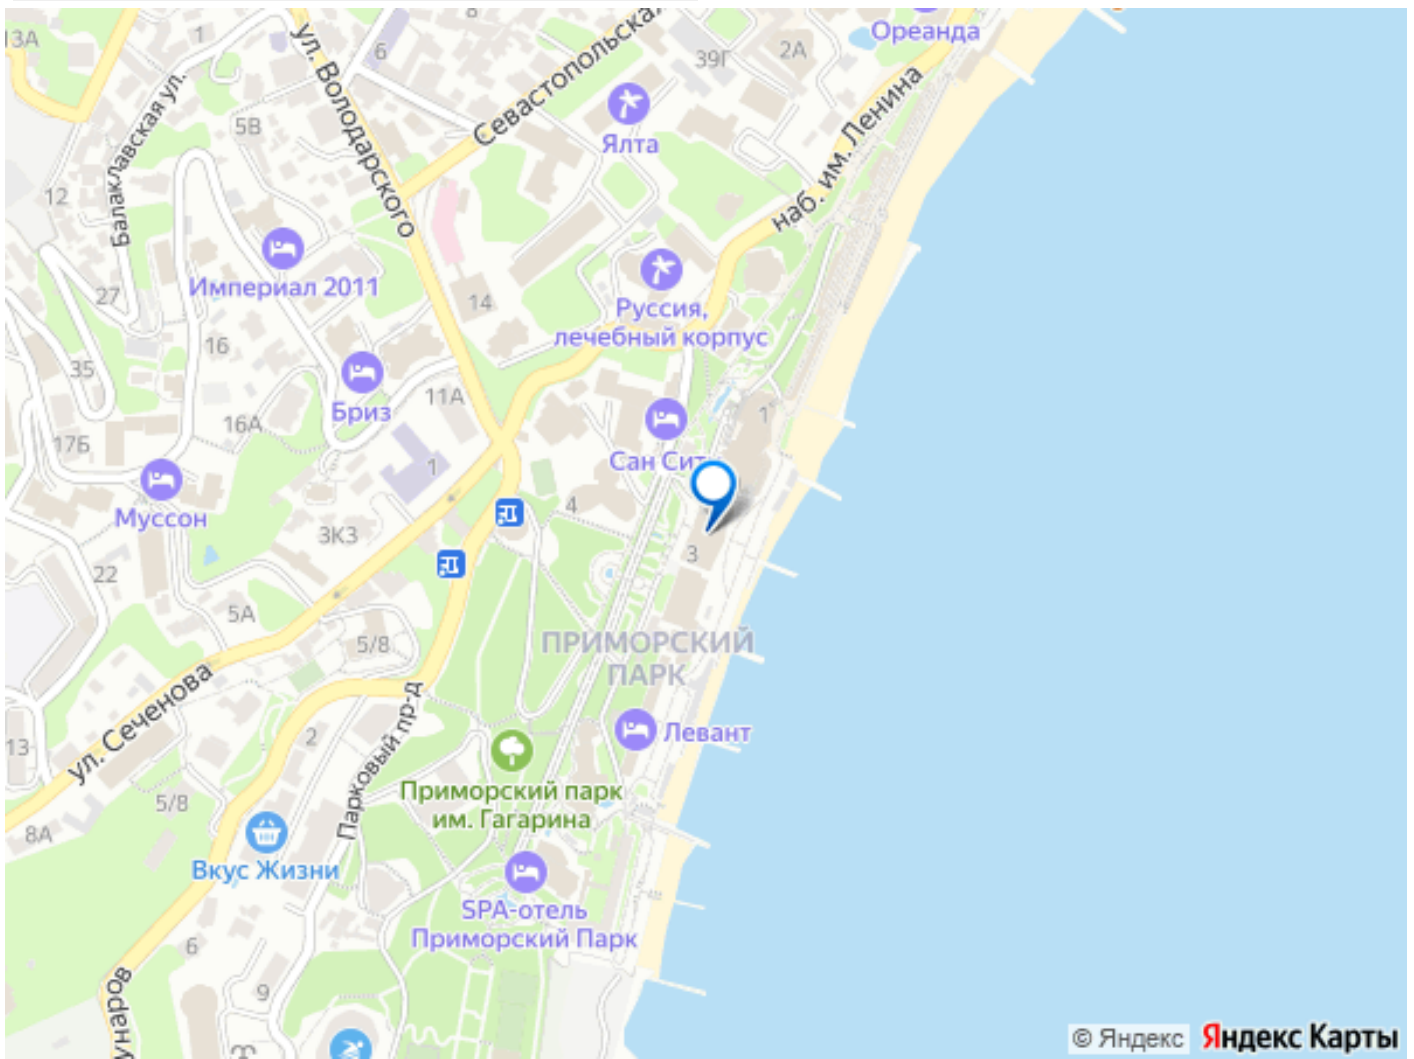 8
13А
1
6
ул. Володарского
Севастопольская
39Г
2А
Ореанда
Балаклавская ул.
5В
Ялта
наб. им. Ленина
12
27
Империал 2011
14
Руссия,
лечебный корпус
16
35
Бриз
11А
1
16А
17Б
1
Сан Сит
Муссон
4
3К3
3
22
5А
5/8
ПРИМОРСКИЙ
ПАРК
ул. Сеченова
Парковый пр-д
13
2
Левант
Приморский парк
им. Гагарина
5/8
8А
Вкус Жизни
SPA-отель
Приморский Парк
6
9
унаров
© Яндекс
Яндекс Карты